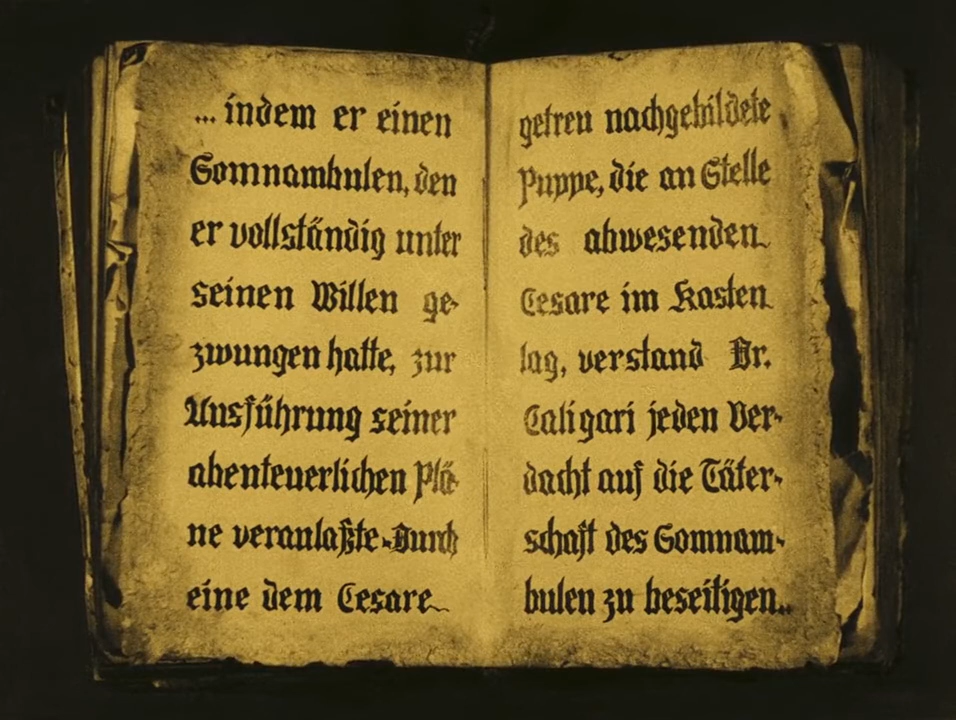 ... indem er einen
Somnambulen, den
er vollständig unter
seinen Willen ge-
zwungen hatte, zur
Ausführung seiner
abenteuerlichen Plä-
ne veranlaßte. Durch
eine dem Cesare
getreu nachgebildete
Puppe, die an Stelle
des abwesenden
Cesare im Kasten
lag, verstand Dr.
Caligari jeden Ver-
dacht auf die Täter-
schaft des Somnam-
bulen zu beseitigen..